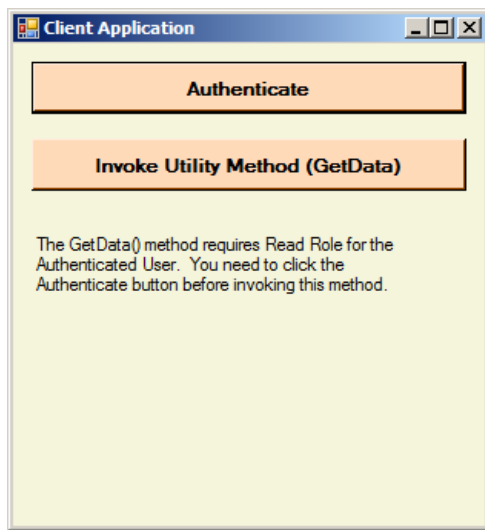 Client Application
Authenticate
Invoke Utility Method (GetData)
The GetData() method requires Read Role for the
Authenticated User.  You need to click the
Authenticate button before invoking this method.